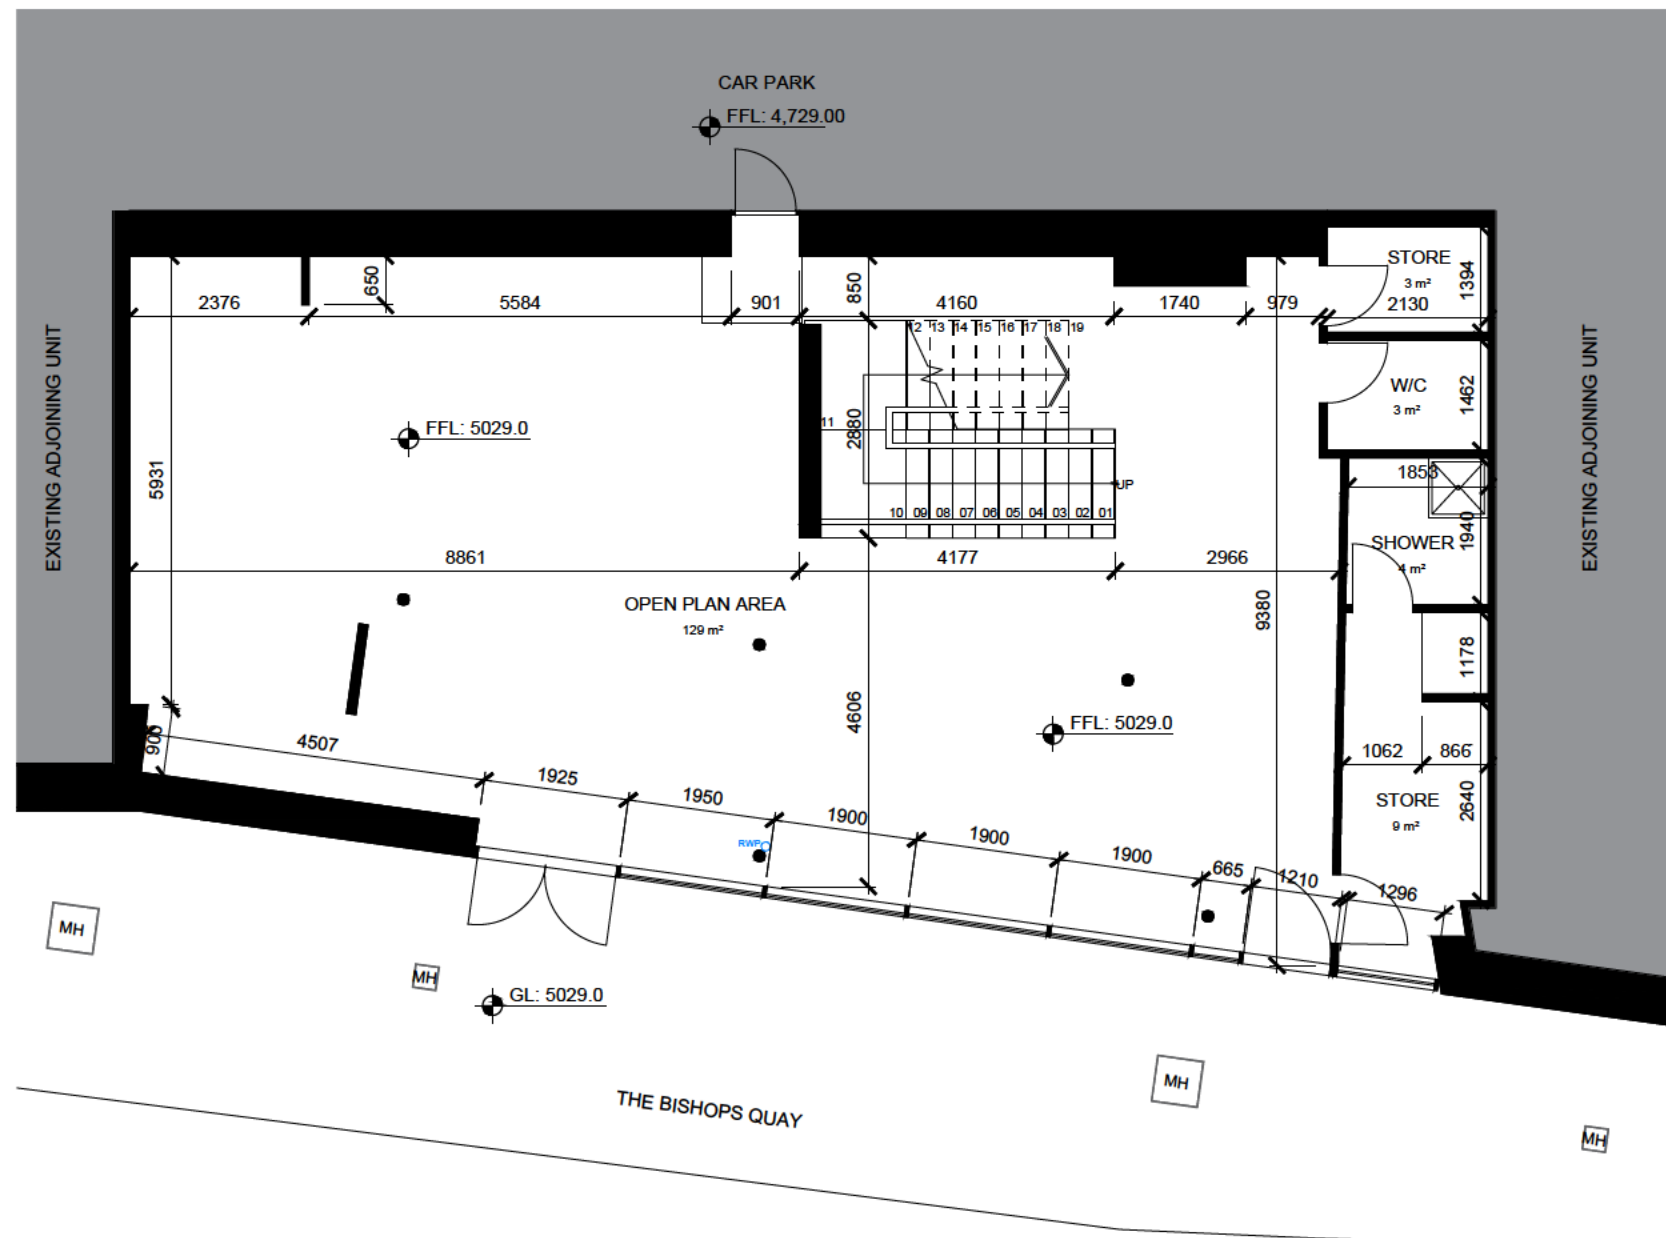 CAR PARK
FFL: 4,729.00
STORE
3 m²
1394
2130
650
850
2376
5584
901
4160
1740
979
12 13 14 15 16 17 18 19
EXISTING ADJOINING UNIT
EXISTING ADJOINING UNIT
W/C
3 m²
1462
FFL: 5029.0
11
2880
5931
1853
UP
10 09 08 07 06 05 04 03 02 01
SHOWER
4 m²
1940
8861
4177
2966
OPEN PLAN AREA
129 m²
9380
1178
4606
FFL: 5029.0
900
4507
1925
1950
1900
1900
1900
665
1210
1296
1062
866
STORE
9 m²
2640
RWP
MH
MH
GL: 5029.0
MH
MH
THE BISHOPS QUAY